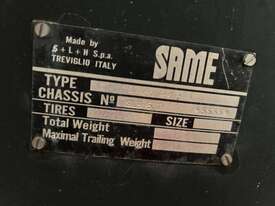 Made by
S + L + H S.p.a.
TREVIGLIO ITALY
SAME
TYPE
CHASSIS Nº
TIRES SIZE
Total Weight
Maximal Trailing Weight